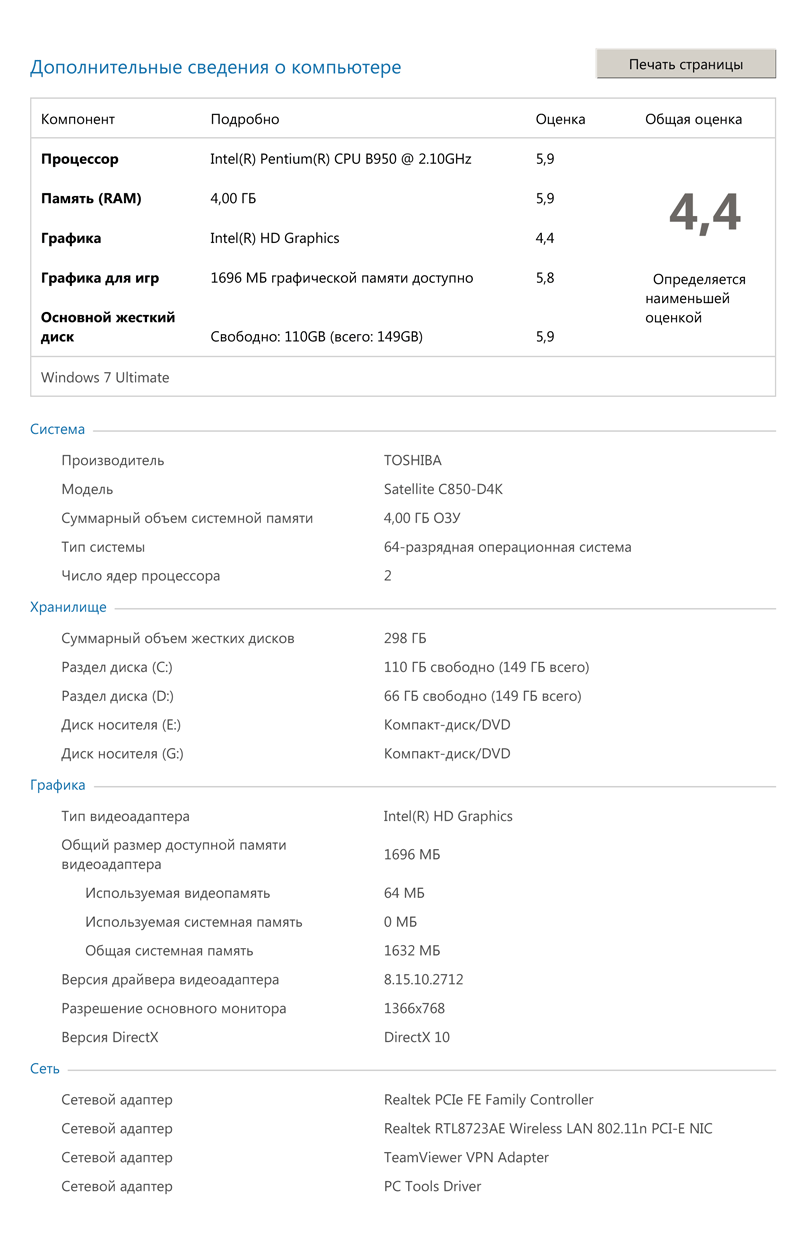 Дополнительные сведения о компьютере
Печать страницы
Компонент Подробно Оценка Общая оценка
Процессор Intel(R) Pentium(R) CPU B950 @ 2.10GHz 5,9
Память (RAM) 4,00 ГБ 5,9
4,4
Графика Intel(R) HD Graphics 4,4
Графика для игр 1696 МБ графической памяти доступно 5,8
Определяется
наименьшей
оценкой
Основной жесткий
диск Свободно: 110GB (всего: 149GB) 5,9
Windows 7 Ultimate
Система
Производитель TOSHIBA
Модель Satellite C850-D4K
Суммарный объем системной памяти 4,00 ГБ ОЗУ
Тип системы 64-разрядная операционная система
Число ядер процессора 2
Хранилище
Суммарный объем жестких дисков 298 ГБ
Раздел диска (C:) 110 ГБ свободно (149 ГБ всего)
Раздел диска (D:) 66 ГБ свободно (149 ГБ всего)
Диск носителя (E:) Компакт-диск/DVD
Диск носителя (G:) Компакт-диск/DVD
Графика
Тип видеоадаптера Intel(R) HD Graphics
Общий размер доступной памяти
видеоадаптера 1696 МБ
Используемая видеопамять 64 МБ
Используемая системная память 0 МБ
Общая системная память 1632 МБ
Версия драйвера видеоадаптера 8.15.10.2712
Разрешение основного монитора 1366x768
Версия DirectX DirectX 10
Сеть
Сетевой адаптер Realtek PCIe FE Family Controller
Сетевой адаптер Realtek RTL8723AE Wireless LAN 802.11n PCI-E NIC
Сетевой адаптер TeamViewer VPN Adapter
Сетевой адаптер PC Tools Driver